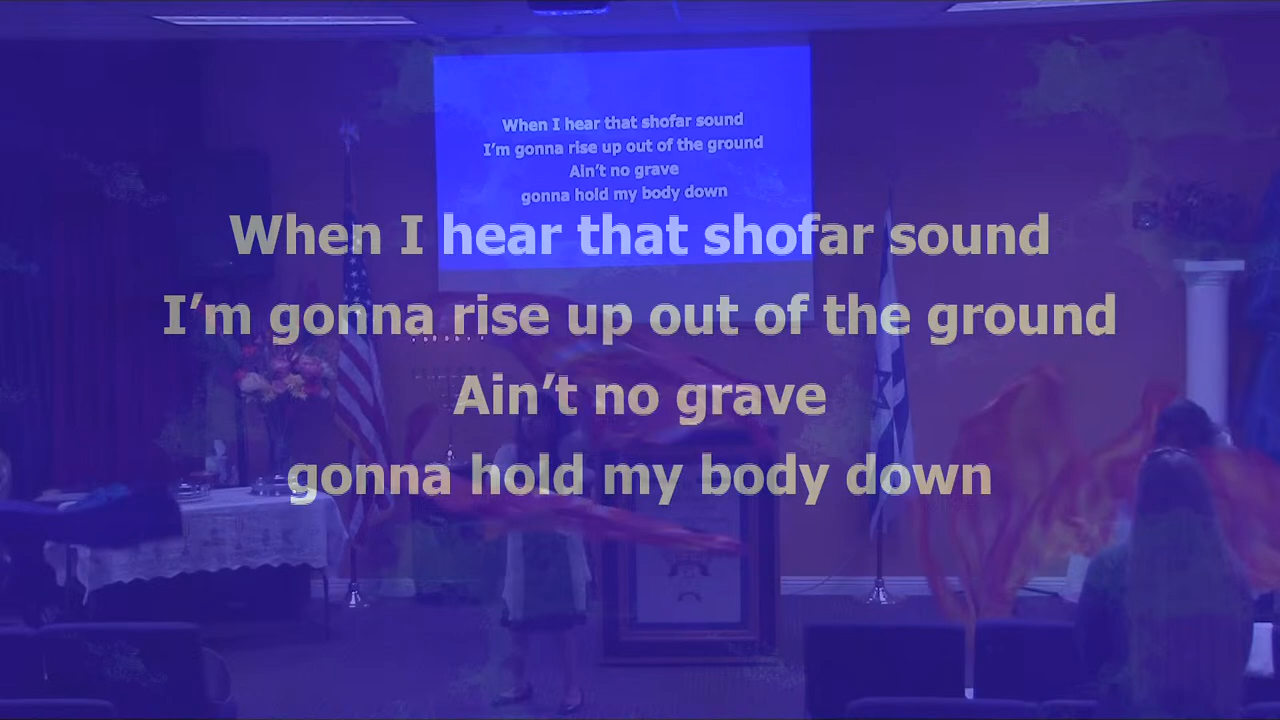 When I hear that shofar sound
I'm gonna rise up out of the ground
Ain't no grave
gonna hold my body down
When I hear that shofar sound
I'm gonna rise up out of the ground
Ain't no grave
gonna hold my body down